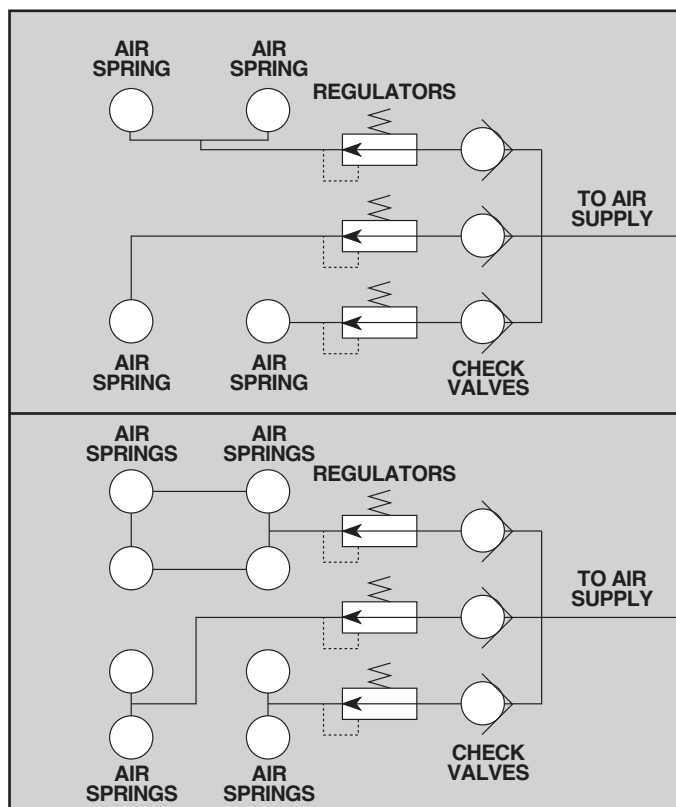 AIR
SPRING
AIR
SPRING
REGULATORS
TO AIR
SUPPLY
AIR
SPRING
AIR
SPRING
CHECK
VALVES
AIR
SPRINGS
AIR
SPRINGS
REGULATORS
TO AIR
SUPPLY
AIR
SPRINGS
AIR
SPRINGS
CHECK
VALVES